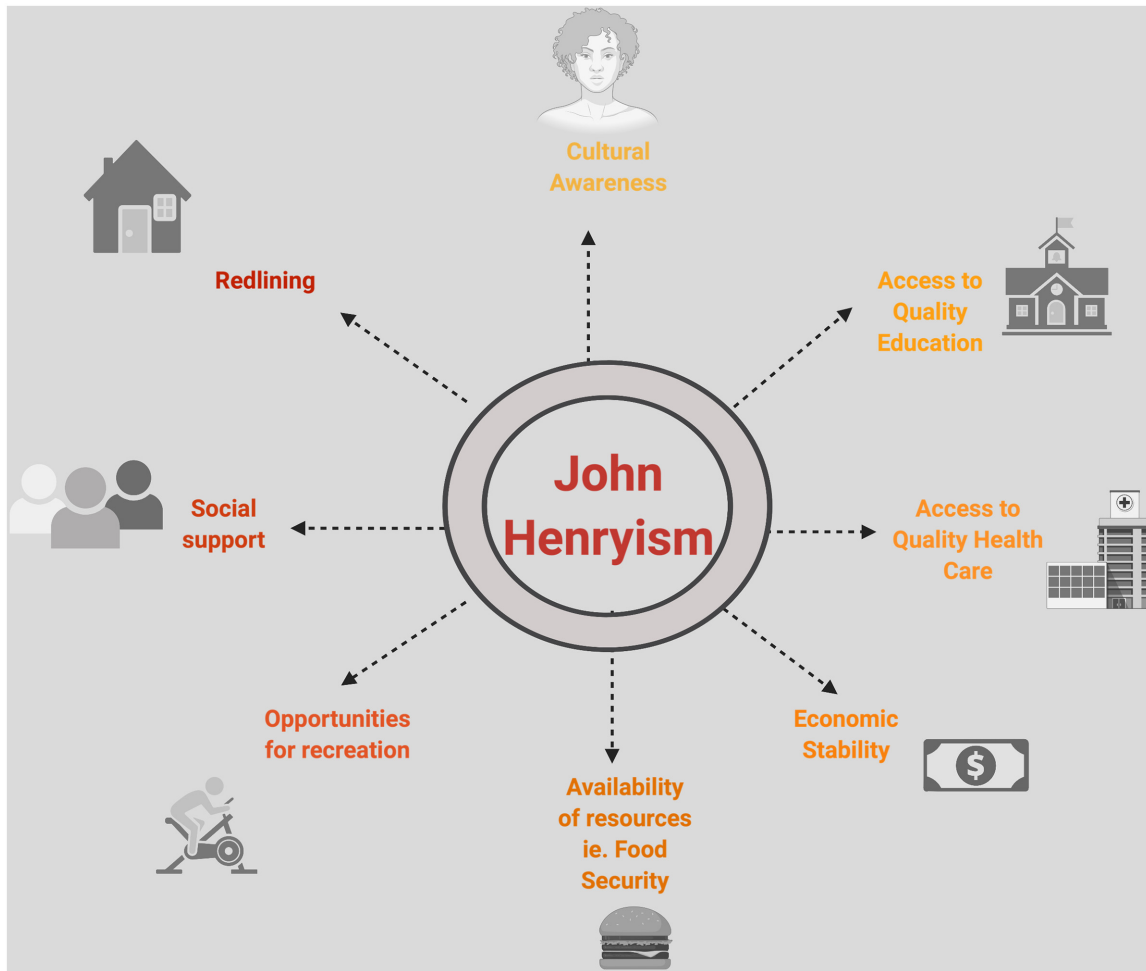 Cultural
Awareness
Redlining
Access to
Quality
Education
John
Henryism
Social
support
Access to
Quality Health
Care
Opportunities
for recreation
Economic
Stability
Availability
of resources
ie. Food
Security
$